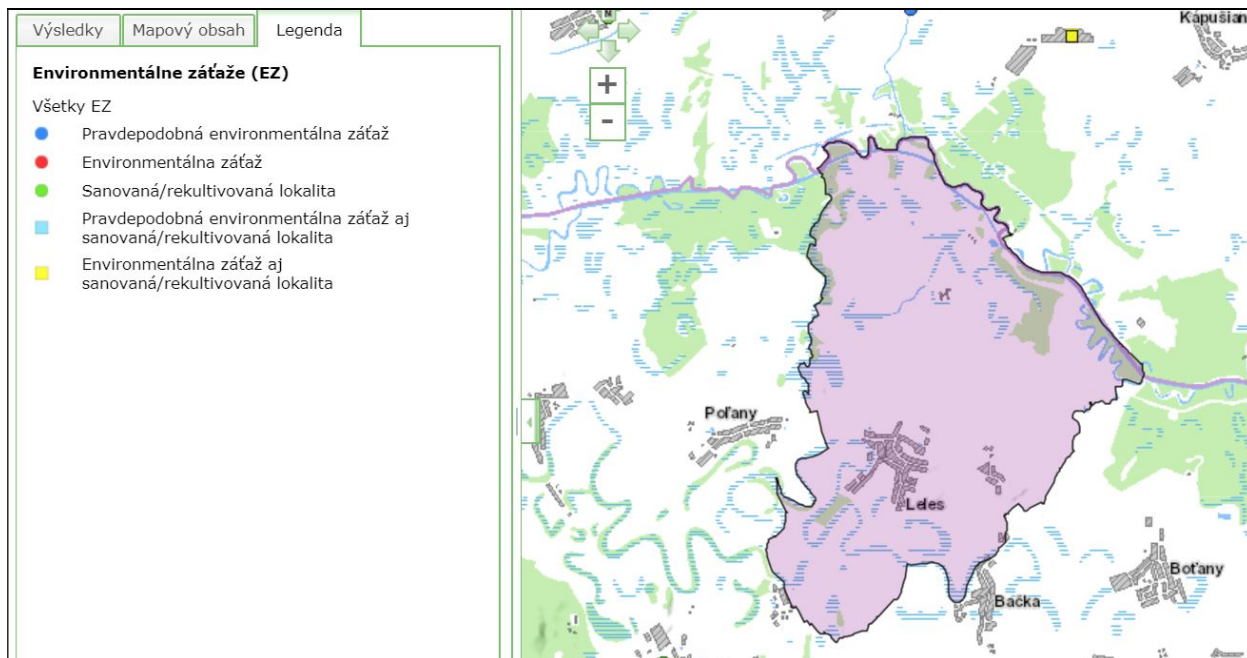 Výsledky
Mapový obsah
Legenda
Environmentálne záťaže (EZ)
Všetky EZ
Pravdepodobná environmentálna záťaž
Environmentálna záťaž
Sanovaná/rekultivovaná lokalita
Pravdepodobná environmentálna záťaž aj
sanovaná/rekultivovaná lokalita
Environmentálna záťaž aj
sanovaná/rekultivovaná lokalita
N
+
-
Kapušian
Poľany
Leles
Boťany
Bačka